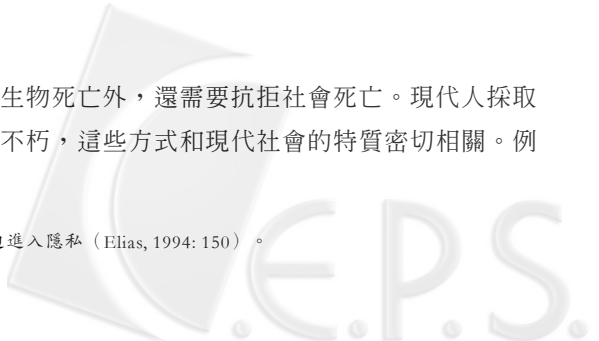 生物死亡外，還需要抗拒社會死亡。現代人採取
不朽，這些方式和現代社會的特質密切相關。例
進入隱私（Elias, 1994: 150）。
C.E.P.S.